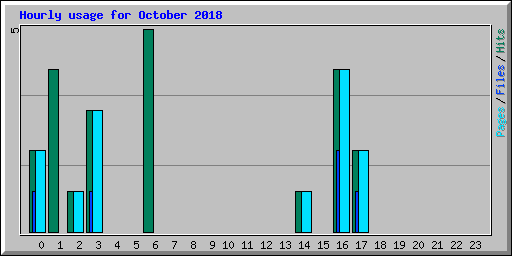 Hourly usage for October 2018
5
Pages/Files/Hits
0 1 2 3 4 5 6 7 8 9 10 11 12 13 14 15 16 17 18 19 20 21 22 23